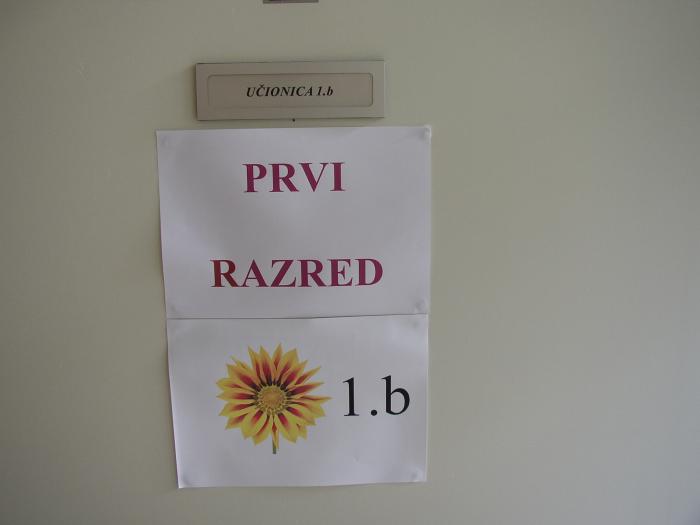 UČIONICA 1.b
PRVI
RAZRED
1.b